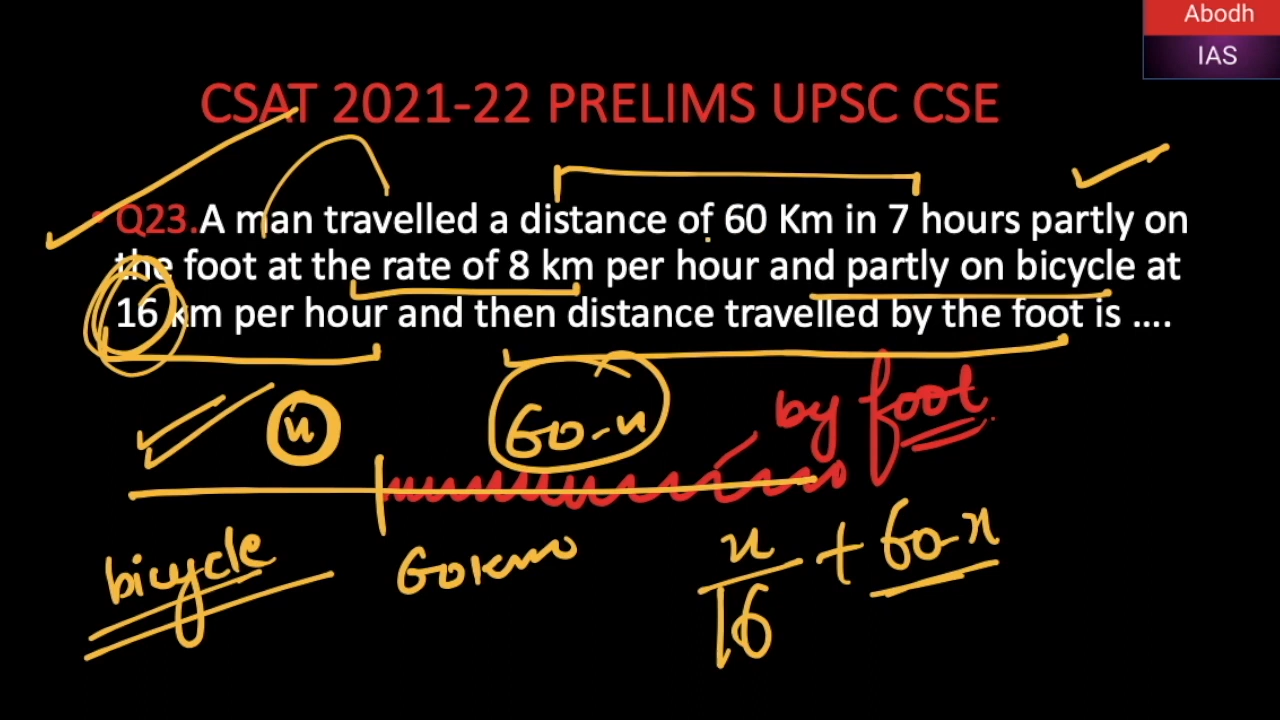 Abodh
IAS
CSAT 2021-22 PRELIMS UPSC CSE
• Q23.A man travelled a distance of 60 Km in 7 hours partly on
the foot at the rate of 8 km per hour and partly on bicycle at
16 km per hour and then distance travelled by the foot is ....
x
60-x
by foot
bicycle
60kms
x/16 + 60-x